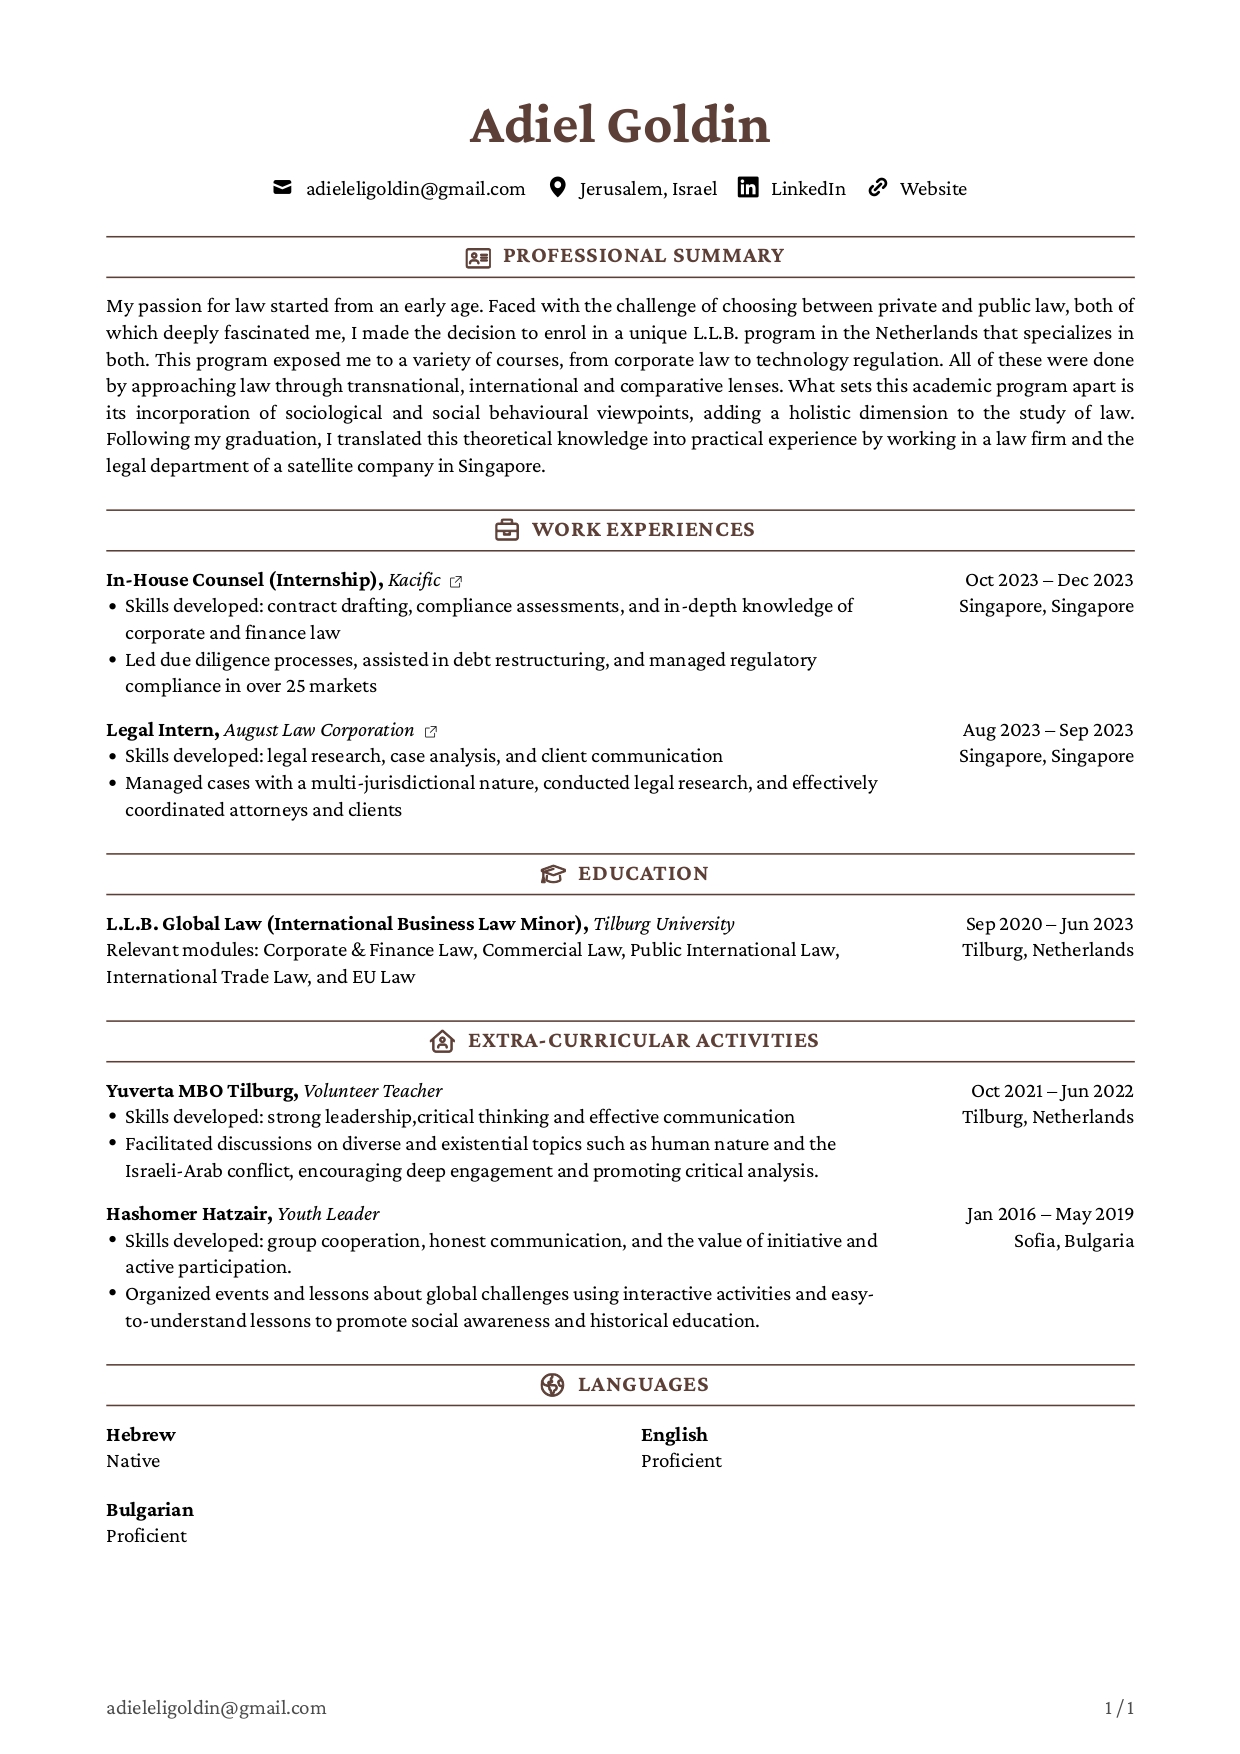 Adiel Goldin
adieleligoldin@gmail.com Jerusalem, Israel LinkedIn Website
PROFESSIONAL SUMMARY
My passion for law started from an early age. Faced with the challenge of choosing between private and public law, both of
which deeply fascinated me, I made the decision to enrol in a unique L.L.B. program in the Netherlands that specializes in
both. This program exposed me to a variety of courses, from corporate law to technology regulation. All of these were done
by approaching law through transnational, international and comparative lenses. What sets this academic program apart is
its incorporation of sociological and social behavioural viewpoints, adding a holistic dimension to the study of law.
Following my graduation, I translated this theoretical knowledge into practical experience by working in a law firm and the
legal department of a satellite company in Singapore.
WORK EXPERIENCES
In-House Counsel (Internship), Kacific Oct 2023 – Dec 2023
• Skills developed: contract drafting, compliance assessments, and in-depth knowledge of Singapore, Singapore
corporate and finance law
• Led due diligence processes, assisted in debt restructuring, and managed regulatory
compliance in over 25 markets
Legal Intern, August Law Corporation Aug 2023 – Sep 2023
• Skills developed: legal research, case analysis, and client communication Singapore, Singapore
• Managed cases with a multi-jurisdictional nature, conducted legal research, and effectively
coordinated attorneys and clients
EDUCATION
L.L.B. Global Law (International Business Law Minor), Tilburg University Sep 2020 – Jun 2023
Relevant modules: Corporate & Finance Law, Commercial Law, Public International Law, Tilburg, Netherlands
International Trade Law, and EU Law
EXTRA-CURRICULAR ACTIVITIES
Yuverta MBO Tilburg, Volunteer Teacher Oct 2021 – Jun 2022
• Skills developed: strong leadership,critical thinking and effective communication Tilburg, Netherlands
• Facilitated discussions on diverse and existential topics such as human nature and the
Israeli-Arab conflict, encouraging deep engagement and promoting critical analysis.
Hashomer Hatzair, Youth Leader Jan 2016 – May 2019
• Skills developed: group cooperation, honest communication, and the value of initiative and Sofia, Bulgaria
active participation.
• Organized events and lessons about global challenges using interactive activities and easy-
to-understand lessons to promote social awareness and historical education.
LANGUAGES
Hebrew English
Native Proficient
Bulgarian
Proficient
adieleligoldin@gmail.com 1 / 1